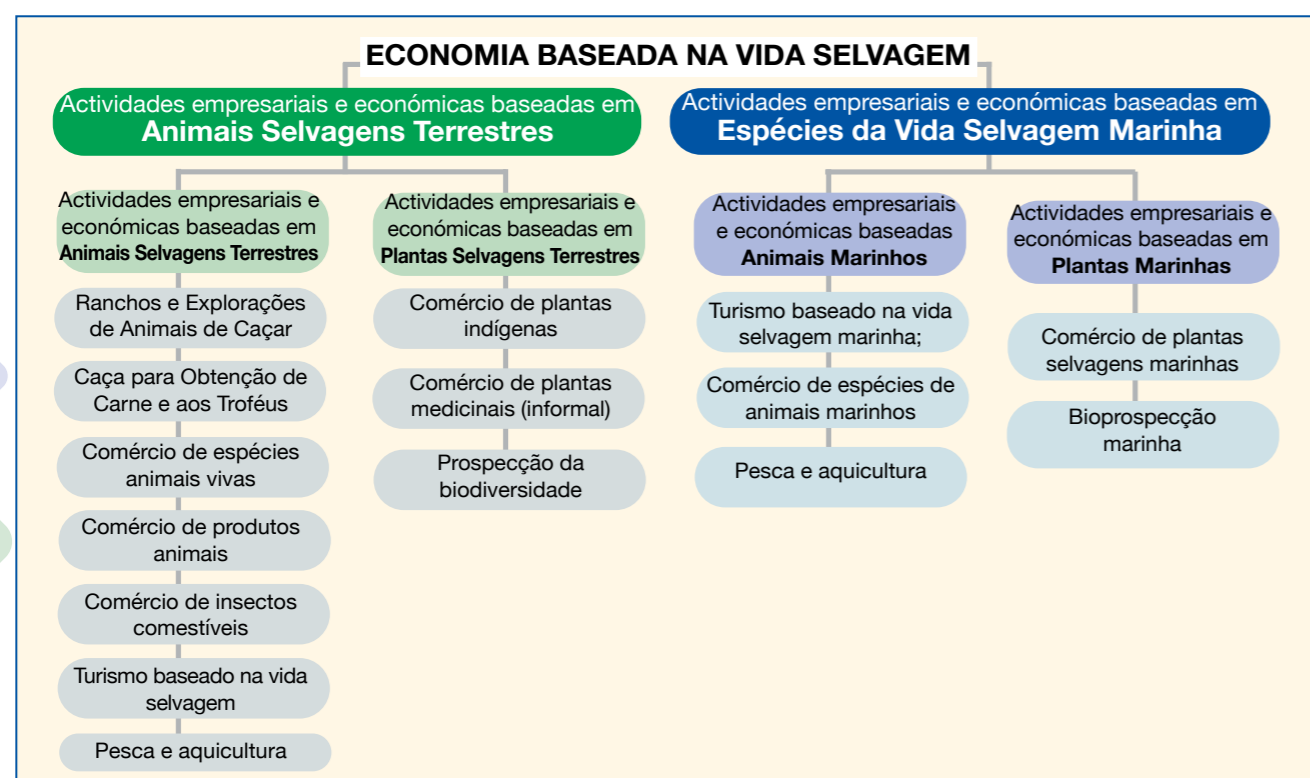 ECONOMIA BASEADA NA VIDA SELVAGEM
Actividades empresariais e económicas baseadas em
Animais Selvagens Terrestres
Actividades empresariais e
económicas baseadas em
Animais Selvagens Terrestres
Ranchos e Explorações
de Animais de Caçar
Caça para Obtenção de
Carne e aos Troféus
Comércio de espécies
animais vivas
Comércio de produtos
animais
Comércio de insectos
comestíveis
Turismo baseado na vida
selvagem
Pesca e aquicultura
Actividades empresariais e
económicas baseadas em
Plantas Selvagens Terrestres
Comércio de plantas
indígenas
Comércio de plantas
medicinais (informal)
Prospecção da
biodiversidade
Actividades empresariais e económicas baseadas em
Espécies da Vida Selvagem Marinha
Actividades empresariais
e económicas baseadas
Animais Marinhos
Turismo baseado na vida
selvagem marinha;
Comércio de espécies de
animais marinhos
Pesca e aquicultura
Actividades empresariais e
económicas baseadas em
Plantas Marinhas
Comércio de plantas
selvagens marinhas
Bioprospecção
marinha